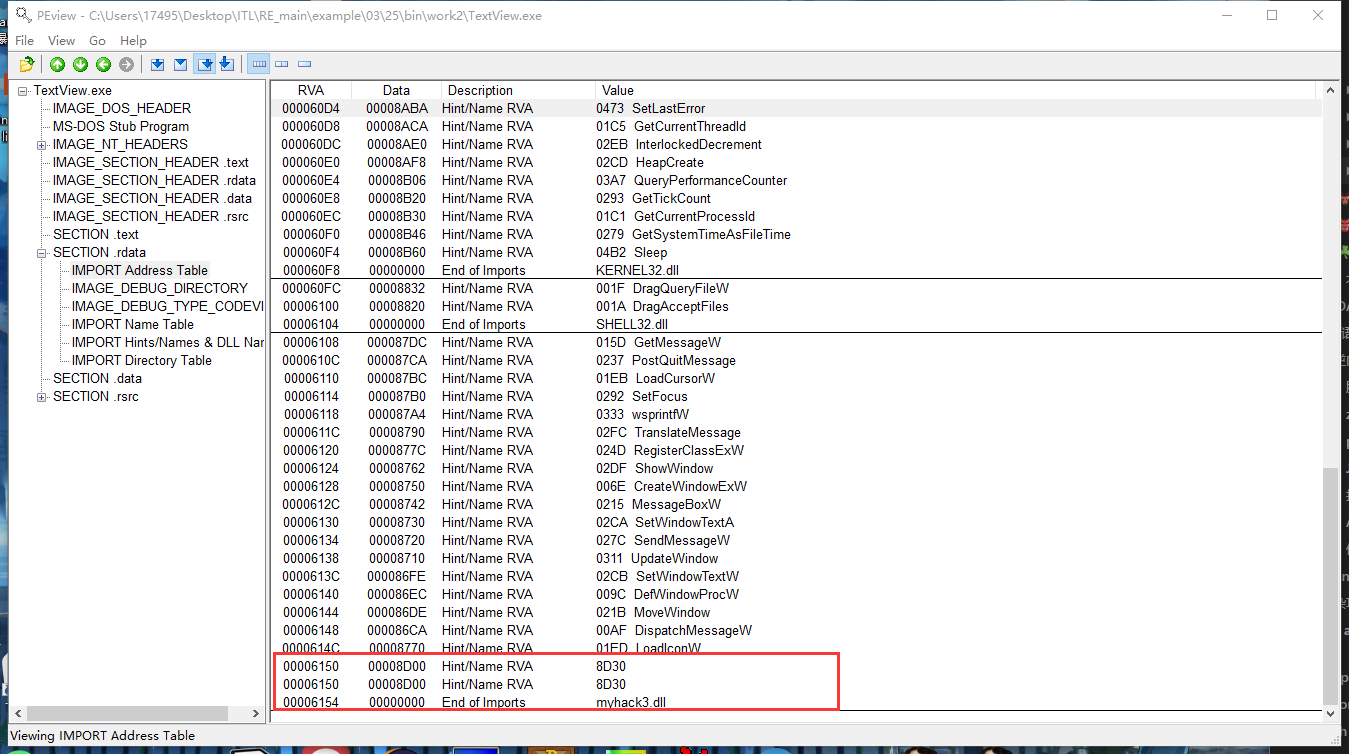 PEview - C:\Users\17495\Desktop\ITL\RE_main\example\03\25\bin\work2\TextView.exe
File View Go Help
TextView.exe
IMAGE_DOS_HEADER
MS-DOS Stub Program
IMAGE_NT_HEADERS
IMAGE_SECTION_HEADER .text
IMAGE_SECTION_HEADER .rdata
IMAGE_SECTION_HEADER .data
IMAGE_SECTION_HEADER .rsrc
SECTION .text
SECTION .rdata
IMPORT Address Table
IMAGE_DEBUG_DIRECTORY
IMAGE_DEBUG_TYPE_CODEVI
IMPORT Name Table
IMPORT Hints/Names & DLL Nar
IMPORT Directory Table
SECTION .data
SECTION .rsrc
RVA Data Description Value
000060D4 00008ABA Hint/Name RVA 0473 SetLastError
000060D8 00008ACA Hint/Name RVA 01C5 GetCurrentThreadId
000060DC 00008AE0 Hint/Name RVA 02EB InterlockedDecrement
000060E0 00008AF8 Hint/Name RVA 02CD HeapCreate
000060E4 00008B06 Hint/Name RVA 03A7 QueryPerformanceCounter
000060E8 00008B20 Hint/Name RVA 0293 GetTickCount
000060EC 00008B30 Hint/Name RVA 01C1 GetCurrentProcessId
000060F0 00008B46 Hint/Name RVA 0279 GetSystemTimeAsFileTime
000060F4 00008B60 Hint/Name RVA 04B2 Sleep
000060F8 00000000 End of Imports KERNEL32.dll
000060FC 00008832 Hint/Name RVA 001F DragQueryFileW
00006100 00008820 Hint/Name RVA 001A DragAcceptFiles
00006104 00000000 End of Imports SHELL32.dll
00006108 000087DC Hint/Name RVA 015D GetMessageW
0000610C 000087CA Hint/Name RVA 0237 PostQuitMessage
00006110 000087BC Hint/Name RVA 01EB LoadCursorW
00006114 000087B0 Hint/Name RVA 0292 SetFocus
00006118 000087A4 Hint/Name RVA 0333 wsprintfW
0000611C 00008790 Hint/Name RVA 02FC TranslateMessage
00006120 0000877C Hint/Name RVA 024D RegisterClassExW
00006124 00008762 Hint/Name RVA 02DF ShowWindow
00006128 00008750 Hint/Name RVA 006E CreateWindowExW
0000612C 00008742 Hint/Name RVA 0215 MessageBoxW
00006130 00008730 Hint/Name RVA 02CA SetWindowTextA
00006134 00008720 Hint/Name RVA 027C SendMessageW
00006138 00008710 Hint/Name RVA 0311 UpdateWindow
0000613C 000086FE Hint/Name RVA 02CB SetWindowTextW
00006140 000086EC Hint/Name RVA 009C DefWindowProcW
00006144 000086DE Hint/Name RVA 021B MoveWindow
00006148 000086CA Hint/Name RVA 00AF DispatchMessageW
0000614C 00008770 Hint/Name RVA 01ED LoadIconW
00006150 00008D00 Hint/Name RVA 8D30
00006150 00008D00 Hint/Name RVA 8D30
00006154 00000000 End of Imports myhack3.dll
Viewing IMPORT Address Table